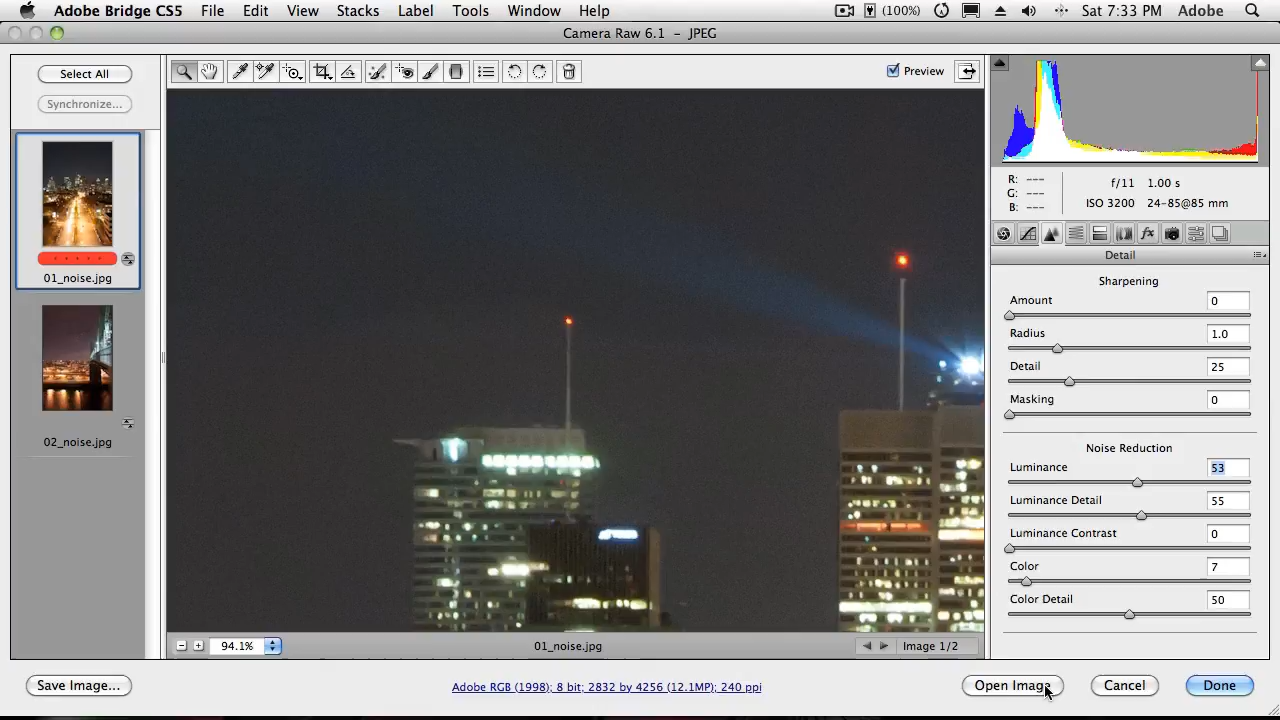 Adobe Bridge CS5 File Edit View Stacks Label Tools Window Help (100%) Sat 7:33 PM Adobe
Camera Raw 6.1 - JPEG
Select All
Synchronize...
01_noise.jpg
02_noise.jpg
Preview
R: ---
G: ---
B: ---
f/11 1.00 s
ISO 3200 24-85@85 mm
Detail
Sharpening
Amount 0
Radius 1.0
Detail 25
Masking 0
Noise Reduction
Luminance 53
Luminance Detail 55
Luminance Contrast 0
Color 7
Color Detail 50
94.1% 01_noise.jpg Image 1/2
Save Image... Adobe RGB (1998); 8 bit; 2832 by 4256 (12.1MP); 240 ppi Open Image Cancel Done